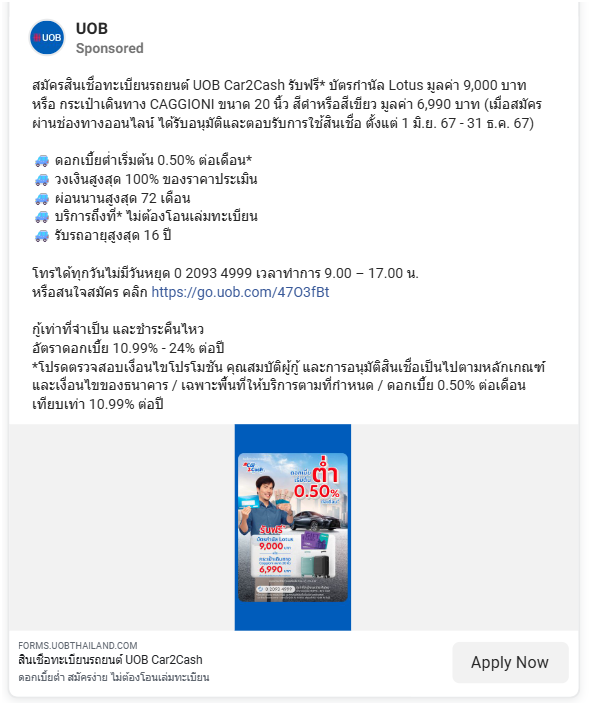 UOB
UOB
Sponsored
สมัครสินเชื่อทะเบียนรถยนต์ UOB Car2Cash รับฟรี* บัตรกำนัล Lotus มูลค่า 9,000 บาท
หรือ กระเป๋าเดินทาง CAGGIONI ขนาด 20 นิ้ว สีดำหรือสีเขียว มูลค่า 6,990 บาท (เมื่อสมัคร
ผ่านช่องทางออนไลน์ ได้รับอนุมัติและตอบรับการใช้สินเชื่อ ตั้งแต่ 1 มิ.ย. 67 - 31 ธ.ค. 67)
ดอกเบี้ยต่ำเริ่มต้น 0.50% ต่อเดือน*
วงเงินสูงสุด 100% ของราคาประเมิน
ผ่อนนานสูงสุด 72 เดือน
บริการถึงที่* ไม่ต้องโอนเล่มทะเบียน
รับรถอายุสูงสุด 16 ปี
โทรได้ทุกวันไม่มีวันหยุด 0 2093 4999 เวลาทำการ 9.00 – 17.00 น.
หรือสนใจสมัคร คลิก https://go.uob.com/47O3fBt
กู้เท่าที่จำเป็น และชำระคืนไหว
อัตราดอกเบี้ย 10.99% - 24% ต่อปี
*โปรดตรวจสอบเงื่อนไขโปรโมชัน คุณสมบัติผู้กู้ และการอนุมัติสินเชื่อเป็นไปตามหลักเกณฑ์
และเงื่อนไขของธนาคาร / เฉพาะพื้นที่ให้บริการตามที่กำหนด / ดอกเบี้ย 0.50% ต่อเดือน
เทียบเท่า 10.99% ต่อปี
Car
2Cash
ดอกเบี้ย
เริ่มต้น
ต่ำ
0.50%
รับฟรี
บัตรกำนัล Lotus
9,000 บาท
กระเป๋าเดินทาง
6,990 บาท
0 2093 4999
FORMS.UOBTHAILAND.COM
สินเชื่อทะเบียนรถยนต์ UOB Car2Cash
ดอกเบี้ยต่ำ สมัครง่าย ไม่ต้องโอนเล่มทะเบียน
Apply Now